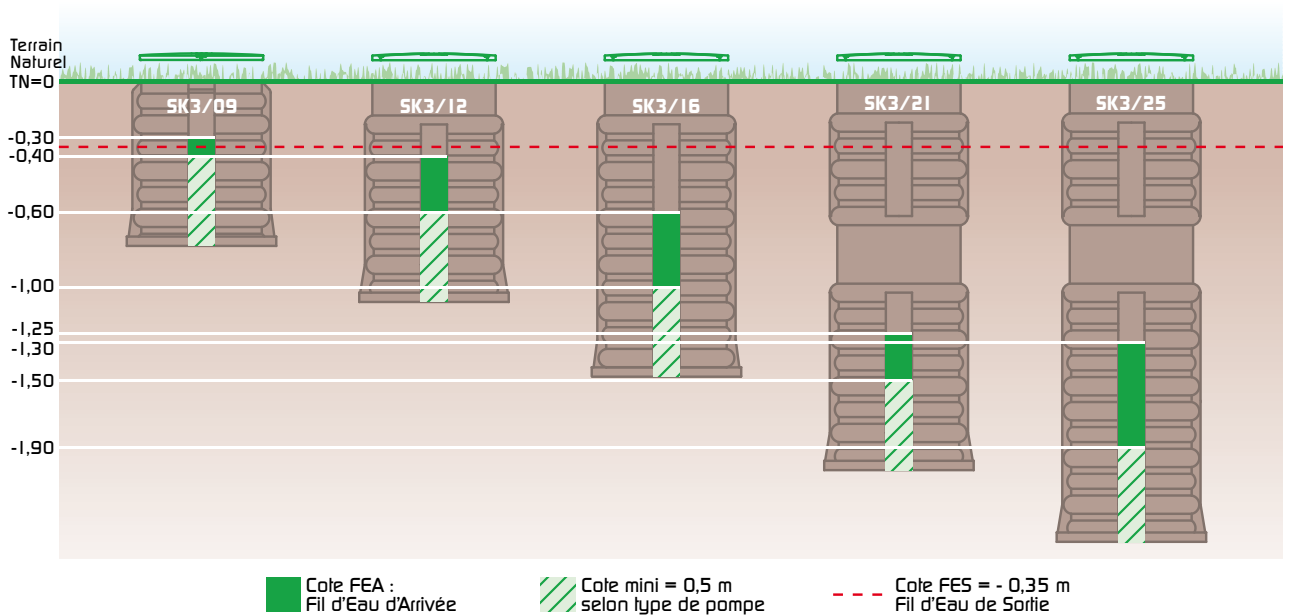 Terrain
Naturel
TN=0
SK3/09
SK3/12
SK3/16
SK3/21
SK3/25
-0,30
-0,40
-0,60
-1,00
-1,25
-1,30
-1,50
-1,90
Cote FEA :
Fil d'Eau d'Arrivée
Cote mini = 0,5 m
selon type de pompe
Cote FES = - 0,35 m
Fil d'Eau de Sortie